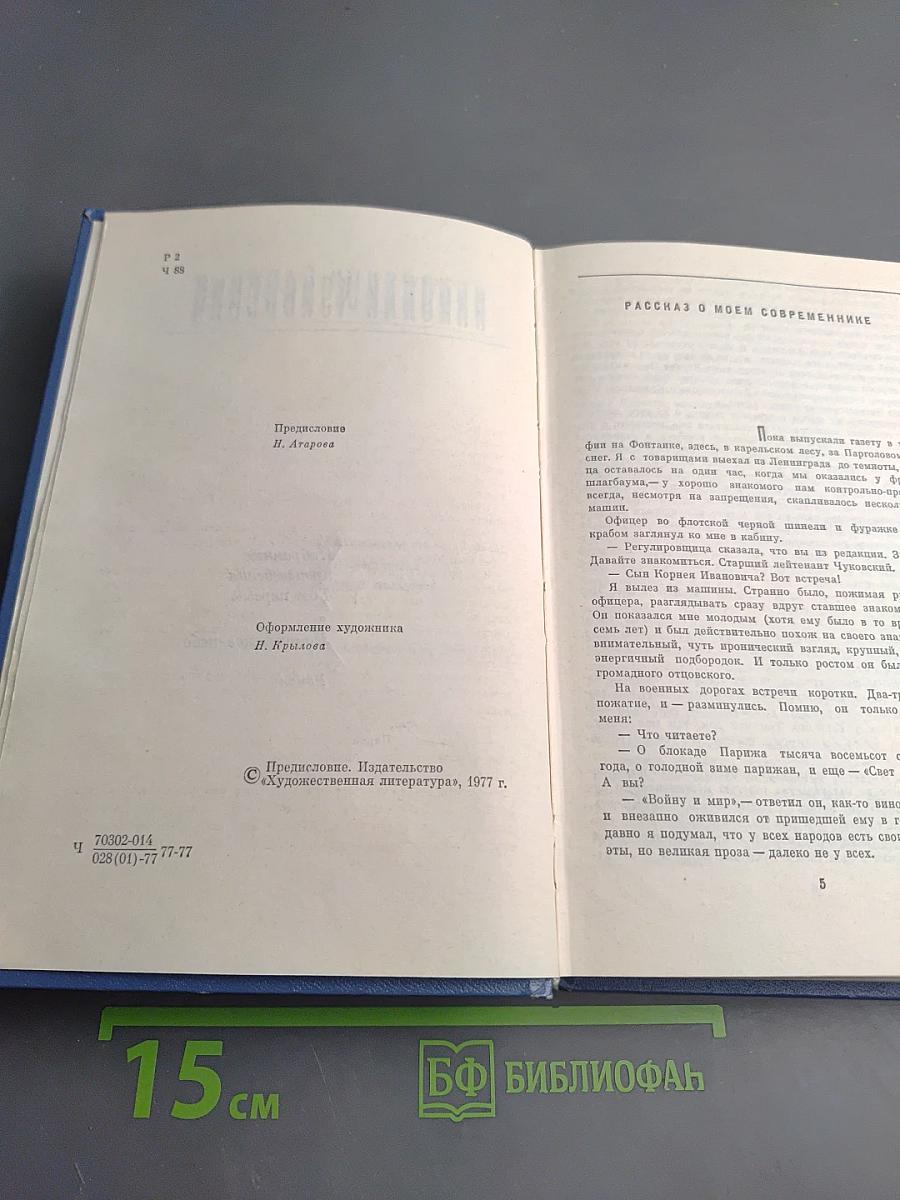 Р 2
Ч 88
Предисловие
Н. Атарова
Оформление художника
Н. Крылова
© Предисловие. Издательство
«Художественная литература», 1977 г.
Ч 70302-014
028(01)-77 77-77
РАССКАЗ О МОЕМ СОВРЕМЕННИКЕ
Пока выпускали газету в
фии на Фонтанке, здесь, в карельском лесу, за Парголовом
снег. Я с товарищами выехал из Ленинграда до темноты,
ца оставалось на один час, когда мы оказались у
шлагбаума,— у хорошо знакомого нам
всегда, несмотря на запрещения, скапливалось
машин.
Офицер во флотской черной шинели и фуражке
крабом заглянул ко мне в кабину.
— Регулировщица сказала, что вы из редакции.
Давайте знакомиться. Старший лейтенант Чуковский.
— Сын Корнея Ивановича? Вот встреча!
Я вылез из машины. Странно было, пожимая
офицера, разглядывать сразу вдруг ставшее
Он показался мне молодым (хотя ему было в то
семь лет) и был действительно похож на своего
внимательный, чуть иронический взгляд, крупный,
энергичный подбородок. И только ростом он
громадного отцовского.
На военных дорогах встречи коротки.
пожатие, и — разминулись. Помню, он только
меня:
— Что читаете?
— О блокаде Парижа тысяча восемьсот
года, о голодной зиме парижан, и еще — «Свет
А вы?
— «Войну и мир»,— ответил он, как-то
и внезапно оживился от пришедшей ему в
давно я подумал, что у всех народов есть
эты, но великая проза — далеко не у всех.
5
15 см
БФ БИБЛИОФАН